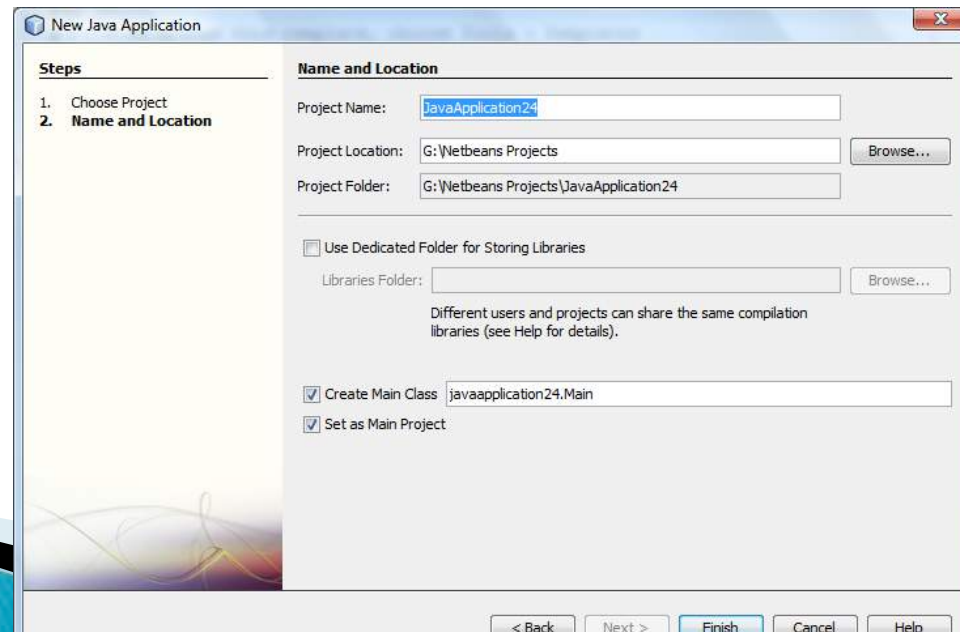 New Java Application
Steps
1. Choose Project
2. Name and Location
Name and Location
Project Name: JavaApplication24
Project Location: G:\Netbeans Projects Browse...
Project Folder: G:\Netbeans Projects\JavaApplication24
Use Dedicated Folder for Storing Libraries
Libraries Folder: Browse...
Different users and projects can share the same compilation
libraries (see Help for details).
Create Main Class javaapplication24.Main
Set as Main Project
< Back Next > Finish Cancel Help